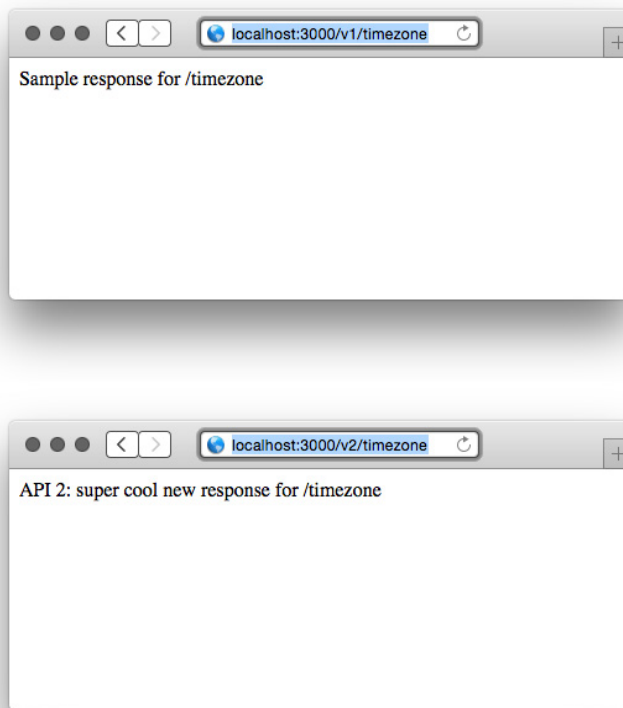 localhost:3000/v1/timezone
Sample response for /timezone
localhost:3000/v2/timezone
API 2: super cool new response for /timezone